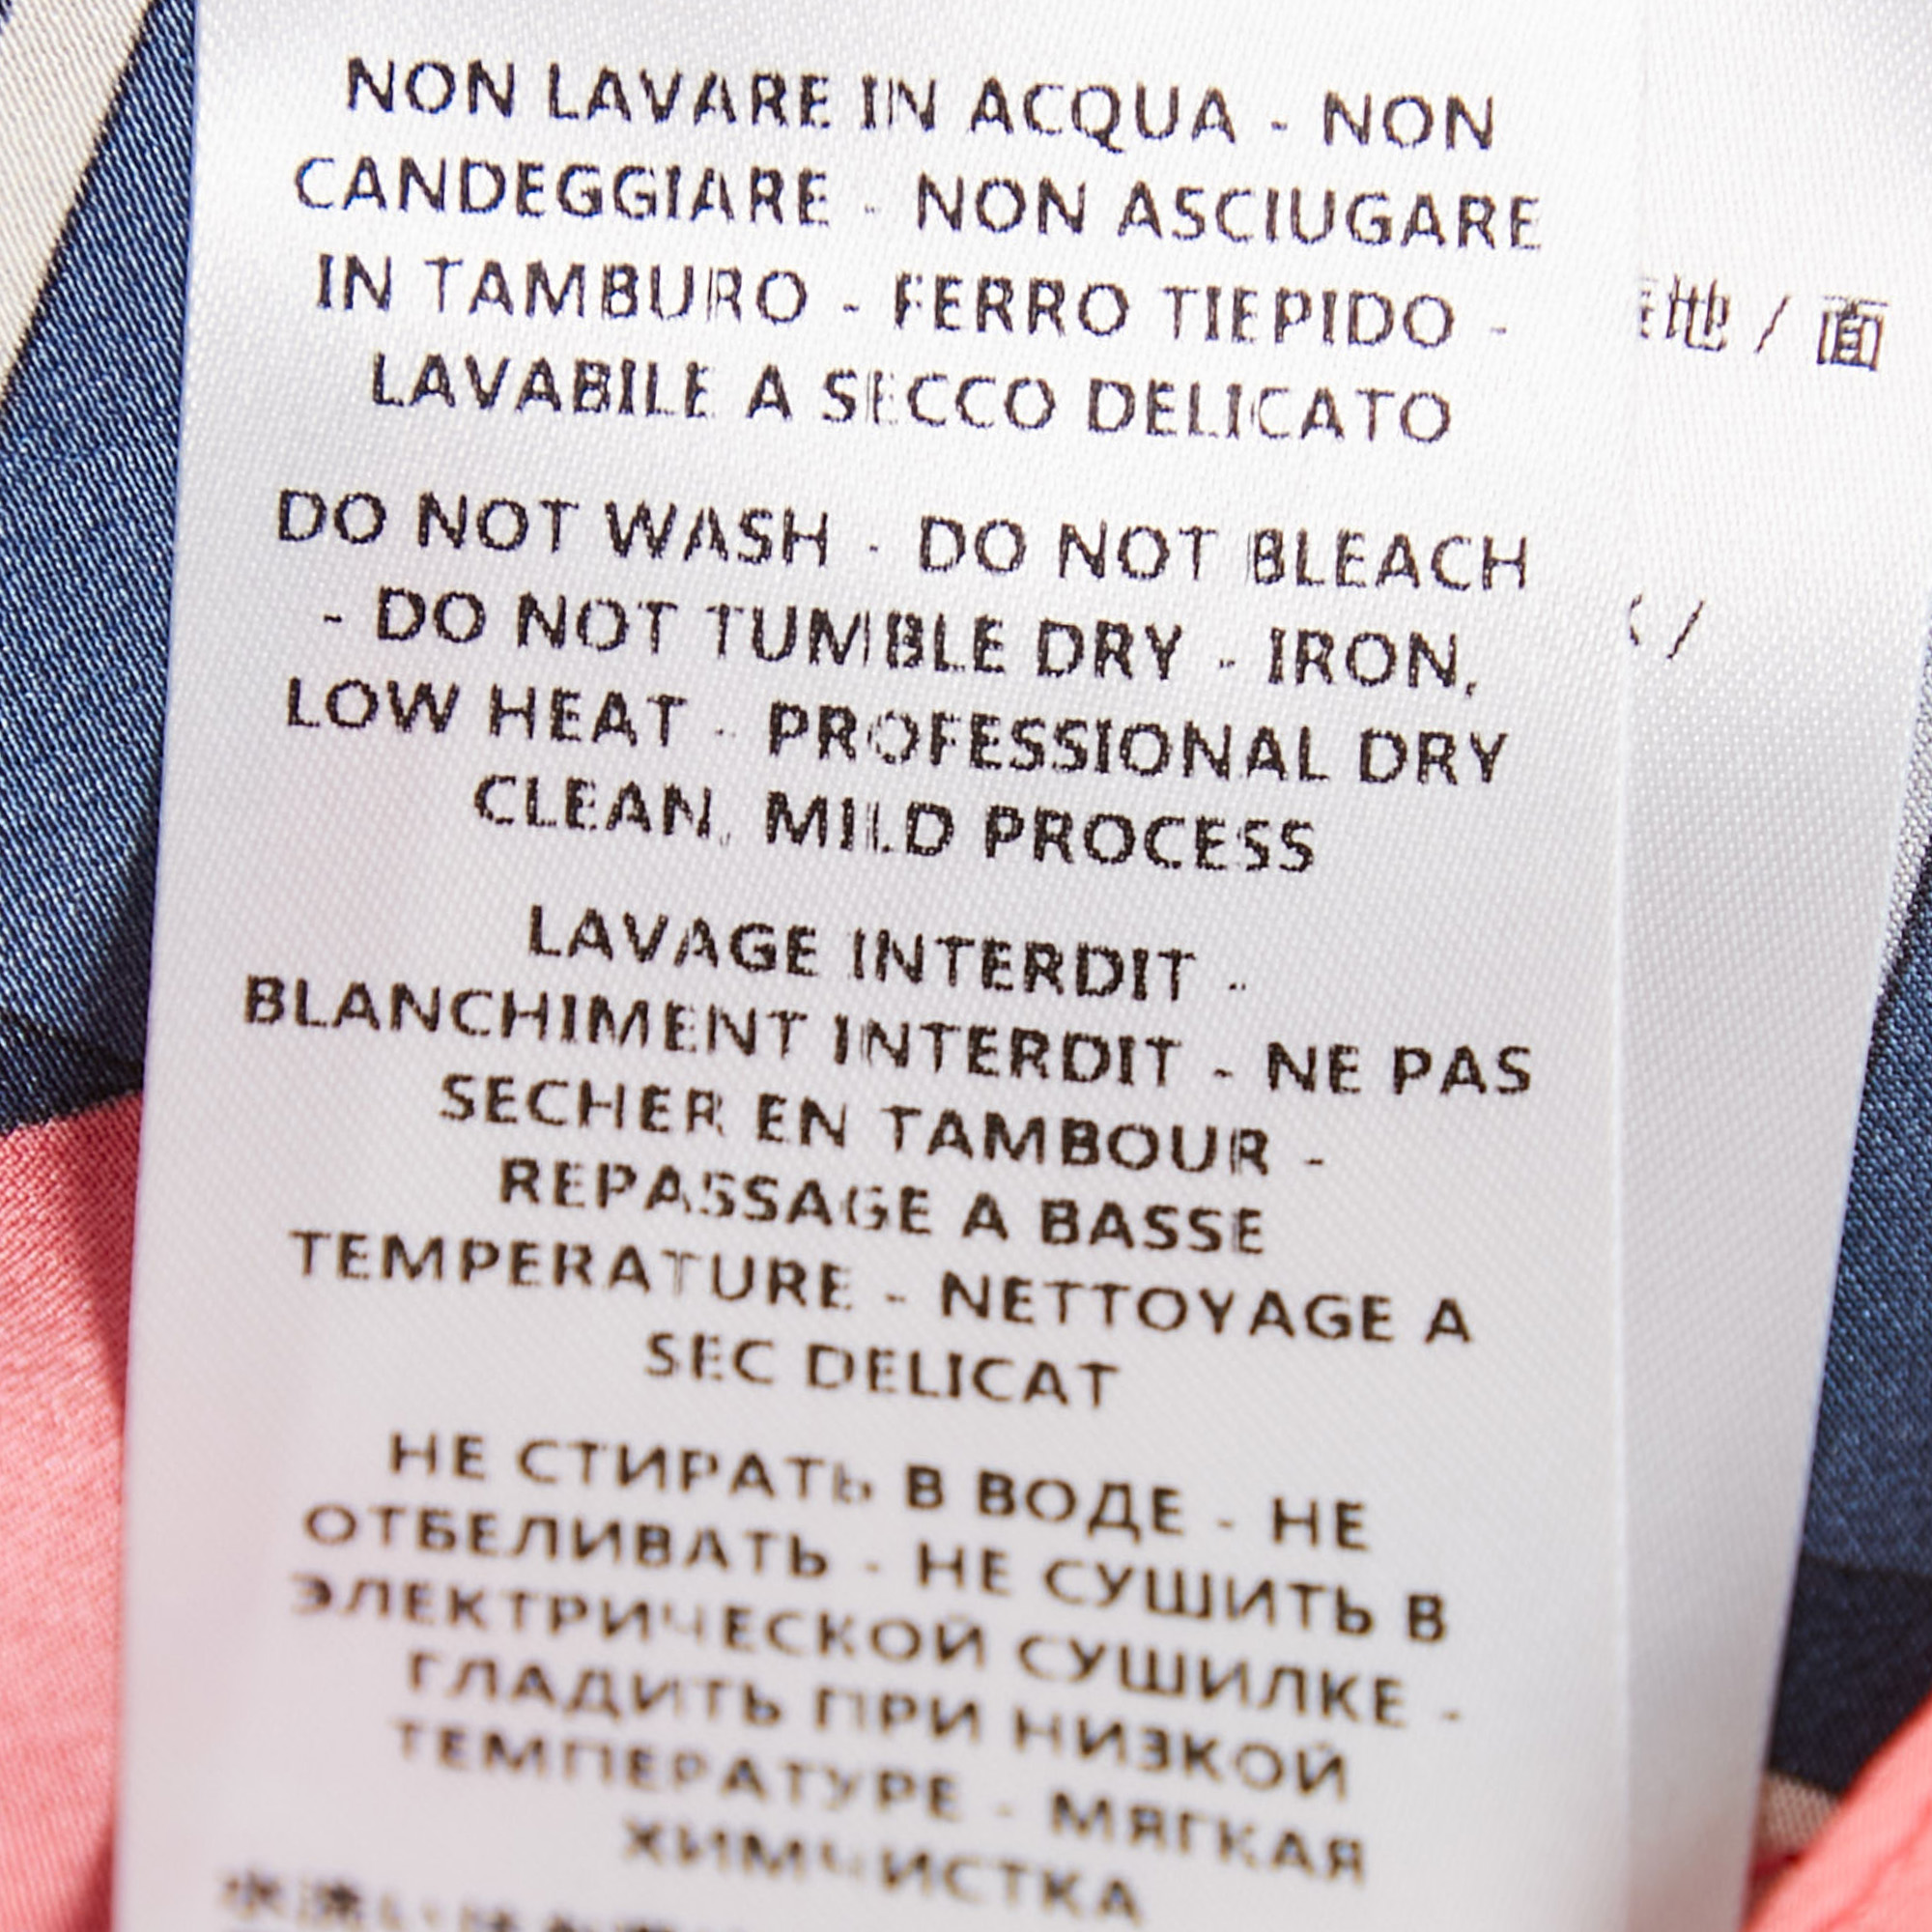 NON LAVARE IN ACQUA - NON
CANDEGGIARE - NON ASCIUGARE
IN TAMBURO - FERRO TIEPIDO -
LAVABILE A SECCO DELICATO
DO NOT WASH - DO NOT BLEACH
- DO NOT TUMBLE DRY - IRON,
LOW HEAT - PROFESSIONAL DRY
CLEAN, MILD PROCESS
LAVAGE INTERDIT -
BLANCHIMENT INTERDIT - NE PAS
SECHER EN TAMBOUR -
REPASSAGE A BASSE
TEMPERATURE - NETTOYAGE A
SEC DELICAT
НЕ СТИРАТЬ В ВОДЕ - НЕ
ОТБЕЛИВАТЬ - НЕ СУШИТЬ В
ЭЛЕКТРИЧЕСКОЙ СУШИЛКЕ -
ГЛАДИТЬ ПРИ НИЗКОЙ
ТЕМПЕРАТУРЕ - МЯГКАЯ
ХИМЧИСТКА
地 / 面
/